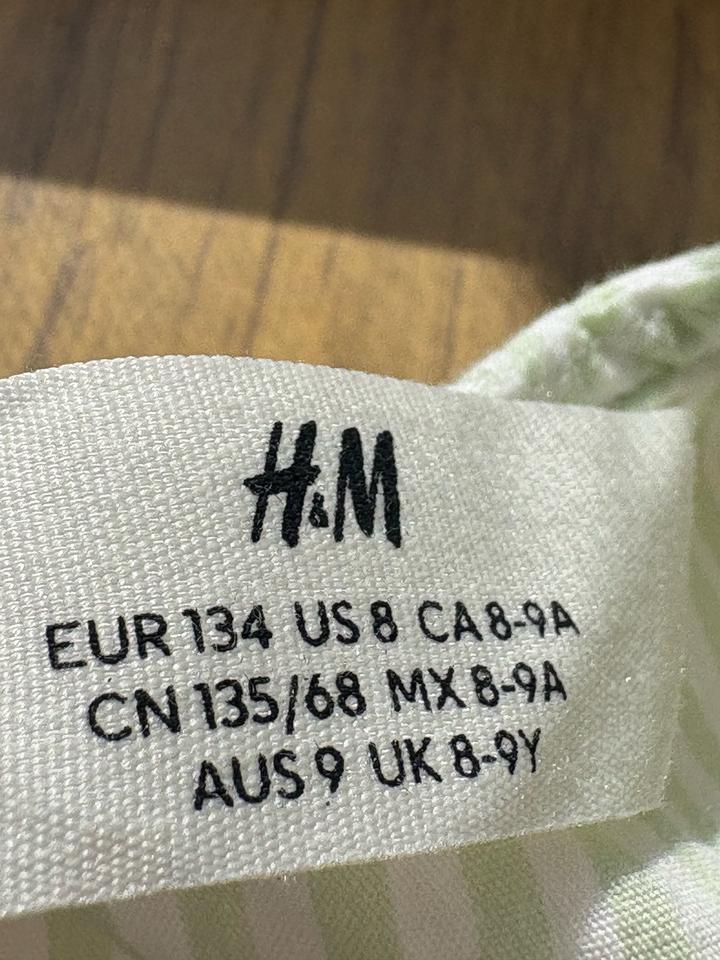 H&M
EUR 134 US 8 CA 8-9A
CN 135/68 MX 8-9A
AUS 9 UK 8-9Y